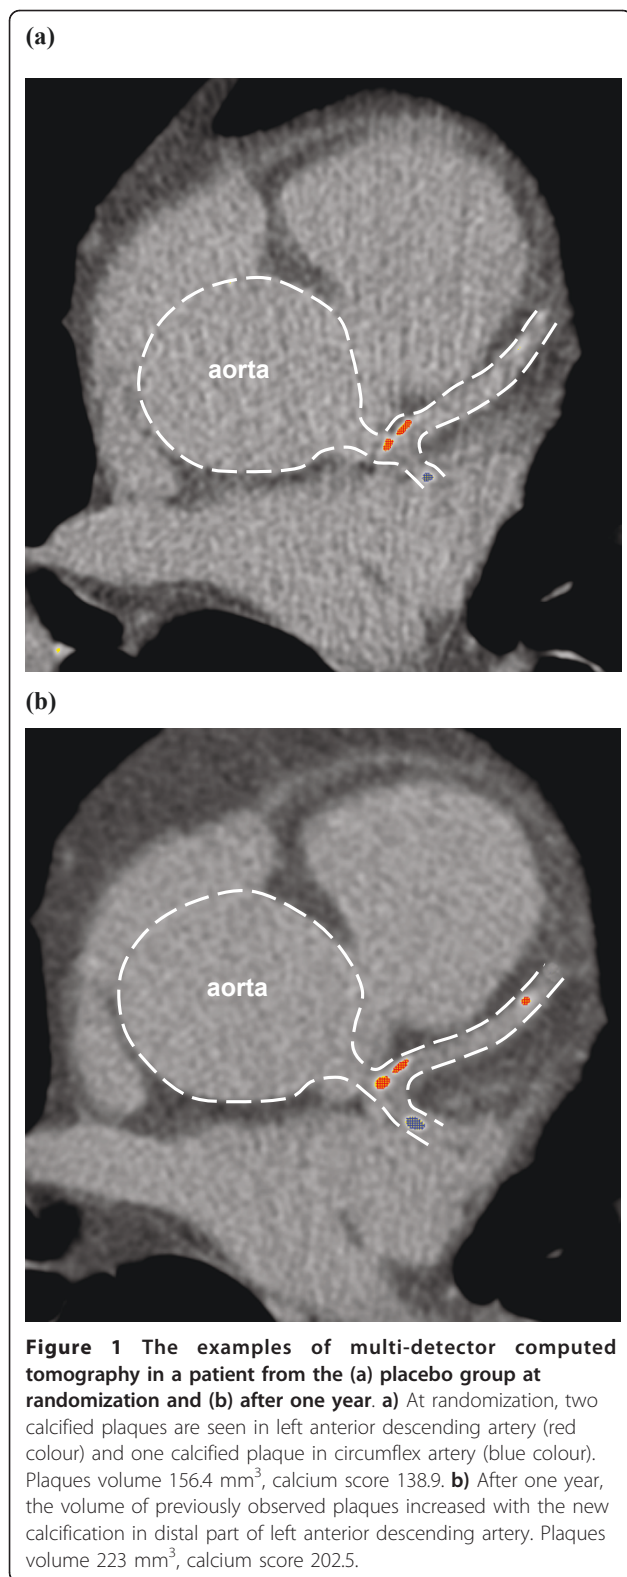 (a)
aorta
(b)
aorta
Figure 1 The examples of multi-detector computed
tomography in a patient from the (a) placebo group at
randomization and (b) after one year. a) At randomization, two
calcified plaques are seen in left anterior descending artery (red
colour) and one calcified plaque in circumflex artery (blue colour).
Plaques volume 156.4 mm³, calcium score 138.9. b) After one year,
the volume of previously observed plaques increased with the new
calcification in distal part of left anterior descending artery. Plaques
volume 223 mm³, calcium score 202.5.